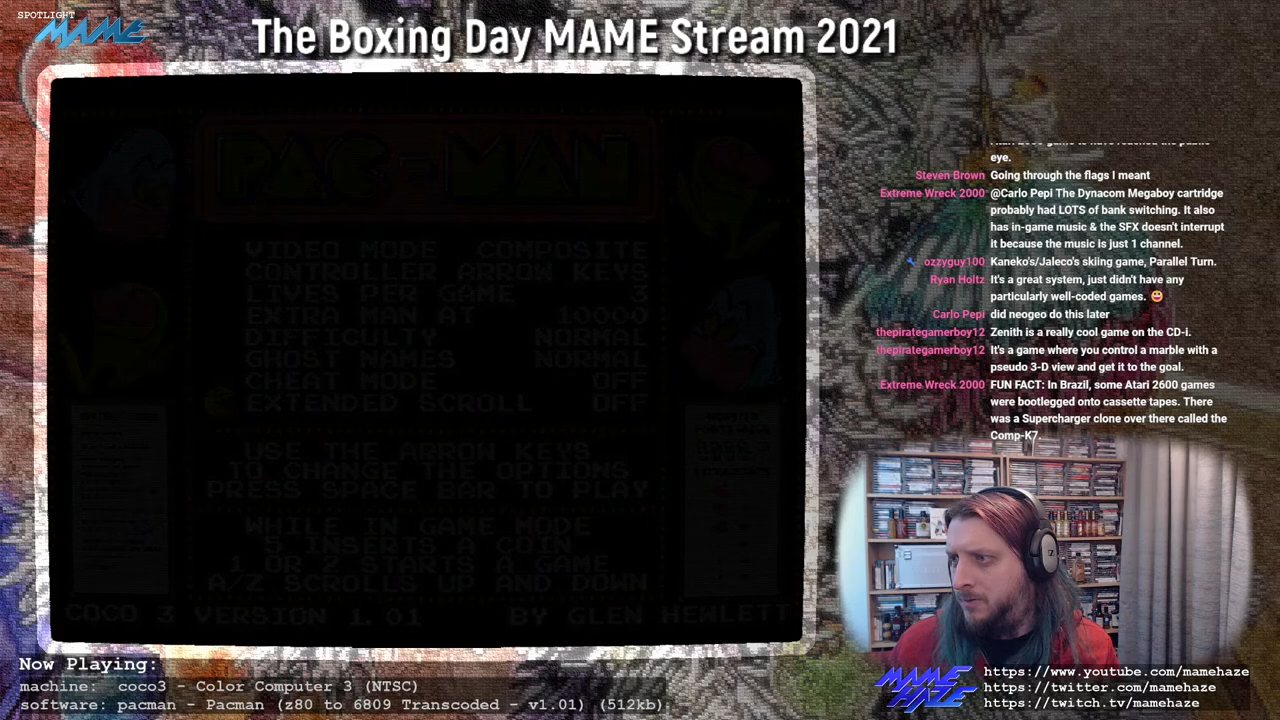 SPOTLIGHT
MAME
The Boxing Day MAME Stream 2021
PAC-MAN
VIDEO MODE COMPOSITE
CONTROLLER ARROW KEYS
LIVES PER GAME 3
EXTRA MAN AT 10000
DIFFICULTY NORMAL
GHOST NAMES NORMAL
CHEAT MODE OFF
EXTENDED SCROLL OFF
USE THE ARROW KEYS
TO CHANGE THE OPTIONS,
PRESS SPACE BAR TO PLAY
WHILE IN GAME MODE
5 INSERTS A COIN,
1 OR 2 STARTS A GAME
A/Z SCROLLS UP AND DOWN
COCO 3 VERSION 1.01 BY GLEN HEWLETT
eye.
Steven Brown Going through the flags I meant
Extreme Wreck 2000 @Carlo Pepi The Dynacom Megaboy cartridge
probably had LOTS of bank switching. It also
has in-game music & the SFX doesn't interrupt
it because the music is just 1 channel.
ozzyguy100 Kaneko's/Jaleco's skiing game, Parallel Turn.
Ryan Holtz It's a great system, just didn't have any
particularly well-coded games. 😀
Carlo Pepi did neogeo do this later
thepirategamerboy12 Zenith is a really cool game on the CD-i.
thepirategamerboy12 It's a game where you control a marble with a
pseudo 3-D view and get it to the goal.
Extreme Wreck 2000 FUN FACT: In Brazil, some Atari 2600 games
were bootlegged onto cassette tapes. There
was a Supercharger clone over there called the
Comp-K7.
Now Playing:
machine: coco3 - Color Computer 3 (NTSC)
software: pacman - Pacman (z80 to 6809 Transcoded - v1.01) (512kb)
MAME
HAZE
https://www.youtube.com/mamehaze
https://twitter.com/mamehaze
https://twitch.tv/mamehaze